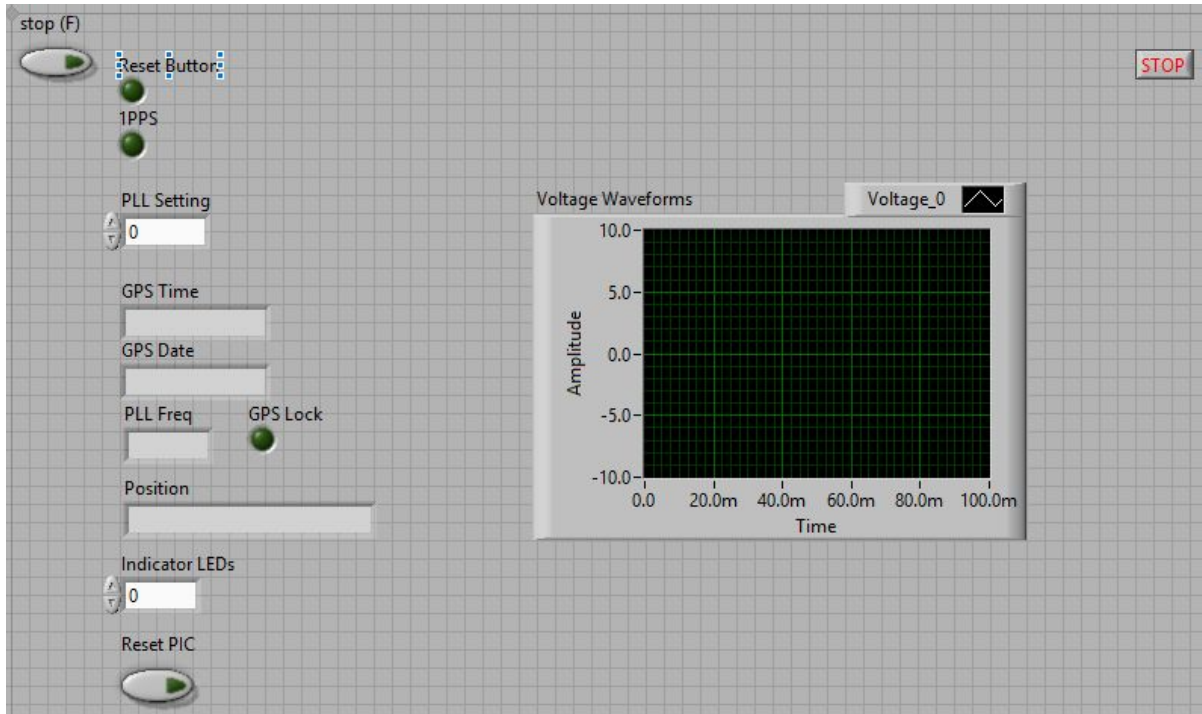 stop (F)
Reset Button
STOP
1PPS
PLL Setting
0
GPS Time
GPS Date
PLL Freq
GPS Lock
Position
Indicator LEDs
0
Reset PIC
Voltage Waveforms
Voltage_0
10.0
5.0
0.0
-5.0
-10.0
Amplitude
0.0 20.0m 40.0m 60.0m 80.0m 100.0m
Time